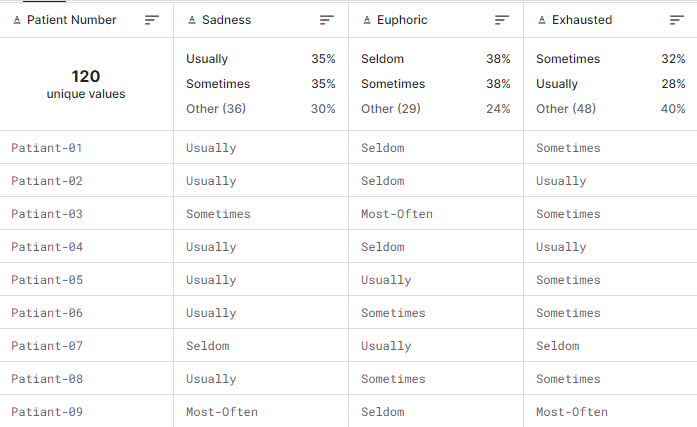 Patient Number Sadness Euphoric Exhausted
120
unique values
Usually 35% Seldom 38% Sometimes 32%
Sometimes 35% Sometimes 38% Usually 28%
Other (36) 30% Other (29) 24% Other (48) 40%
Patiant-01 Usually Seldom Sometimes
Patiant-02 Usually Seldom Usually
Patiant-03 Sometimes Most-Often Sometimes
Patiant-04 Usually Seldom Usually
Patiant-05 Usually Usually Sometimes
Patiant-06 Usually Sometimes Sometimes
Patiant-07 Seldom Usually Seldom
Patiant-08 Usually Sometimes Sometimes
Patiant-09 Most-Often Seldom Most-Often